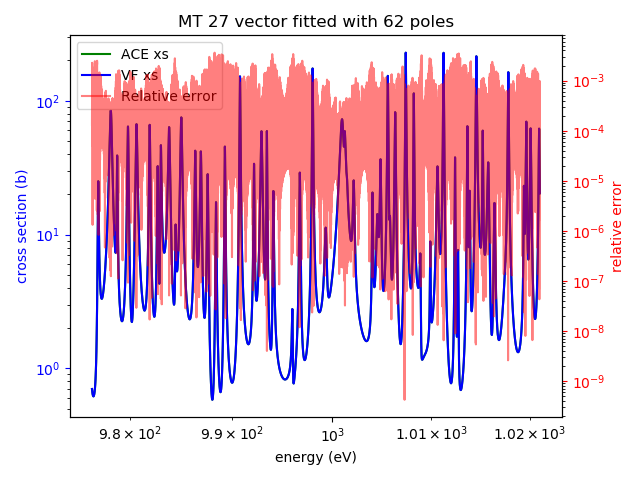 MT 27 vector fitted with 62 poles
ACE xs
VF xs
Relative error
cross section (b)
10²
10¹
10⁰
relative error
10⁻³
10⁻⁴
10⁻⁵
10⁻⁶
10⁻⁷
10⁻⁸
10⁻⁹
9.8 × 10² 9.9 × 10² 10³ 1.01 × 10³ 1.02 × 10³
energy (eV)